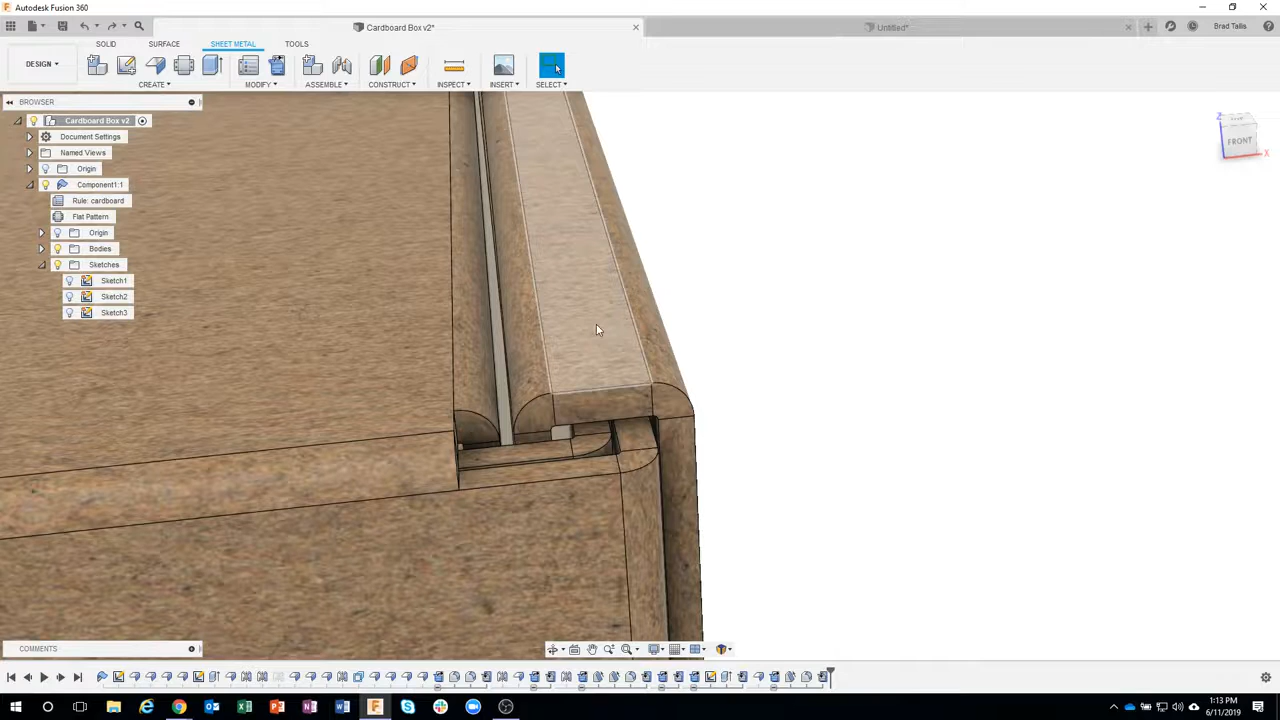 Autodesk Fusion 360
Cardboard Box v2*
Untitled*
Brad Tallis
SOLID
SURFACE
SHEET METAL
TOOLS
DESIGN
CREATE
MODIFY
ASSEMBLE
CONSTRUCT
INSPECT
INSERT
SELECT
BROWSER
Cardboard Box v2
Document Settings
Named Views
Origin
Component1:1
Rule: cardboard
Flat Pattern
Origin
Bodies
Sketches
Sketch1
Sketch2
Sketch3
Z
FRONT
X
COMMENTS
1:13 PM
6/11/2019